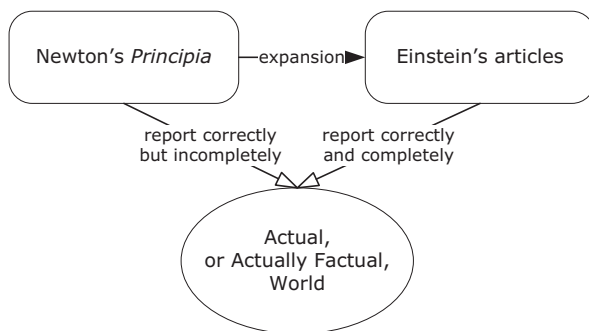 Newton’s Principia
expansion
Einstein’s articles
report correctly
but incompletely
report correctly
and completely
Actual,
or Actually Factual,
World